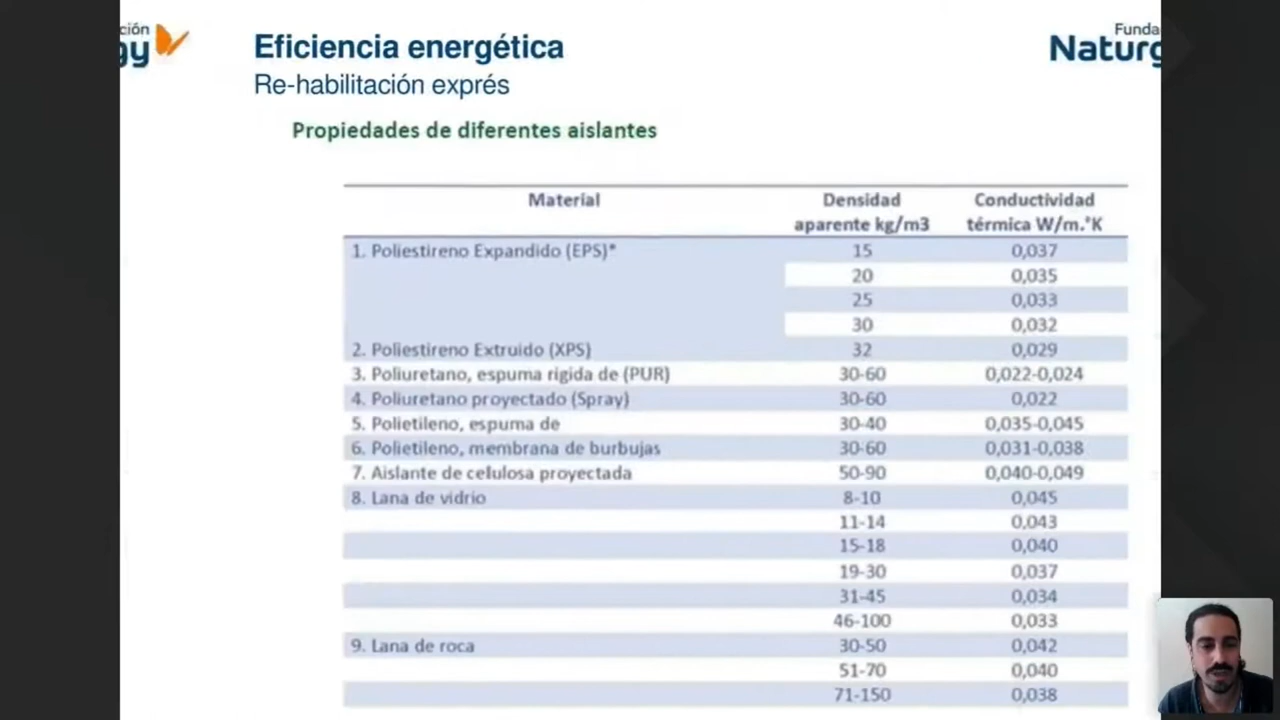 ción
gy
Eficiencia energética
Re-habilitación exprés
Funda
Naturg
Propiedades de diferentes aislantes
Material Densidad aparente kg/m3 Conductividad térmica W/m.°K
1. Poliestireno Expandido (EPS)* 15 0,037
20 0,035
25 0,033
30 0,032
2. Poliestireno Extruido (XPS) 32 0,029
3. Poliuretano, espuma rigida de (PUR) 30-60 0,022-0,024
4. Poliuretano proyectado (Spray) 30-60 0,022
5. Polietileno, espuma de 30-40 0,035-0,045
6. Polietileno, membrana de burbujas 30-60 0,031-0,038
7. Aislante de celulosa proyectada 50-90 0,040-0,049
8. Lana de vidrio 8-10 0,045
11-14 0,043
15-18 0,040
19-30 0,037
31-45 0,034
46-100 0,033
9. Lana de roca 30-50 0,042
51-70 0,040
71-150 0,038